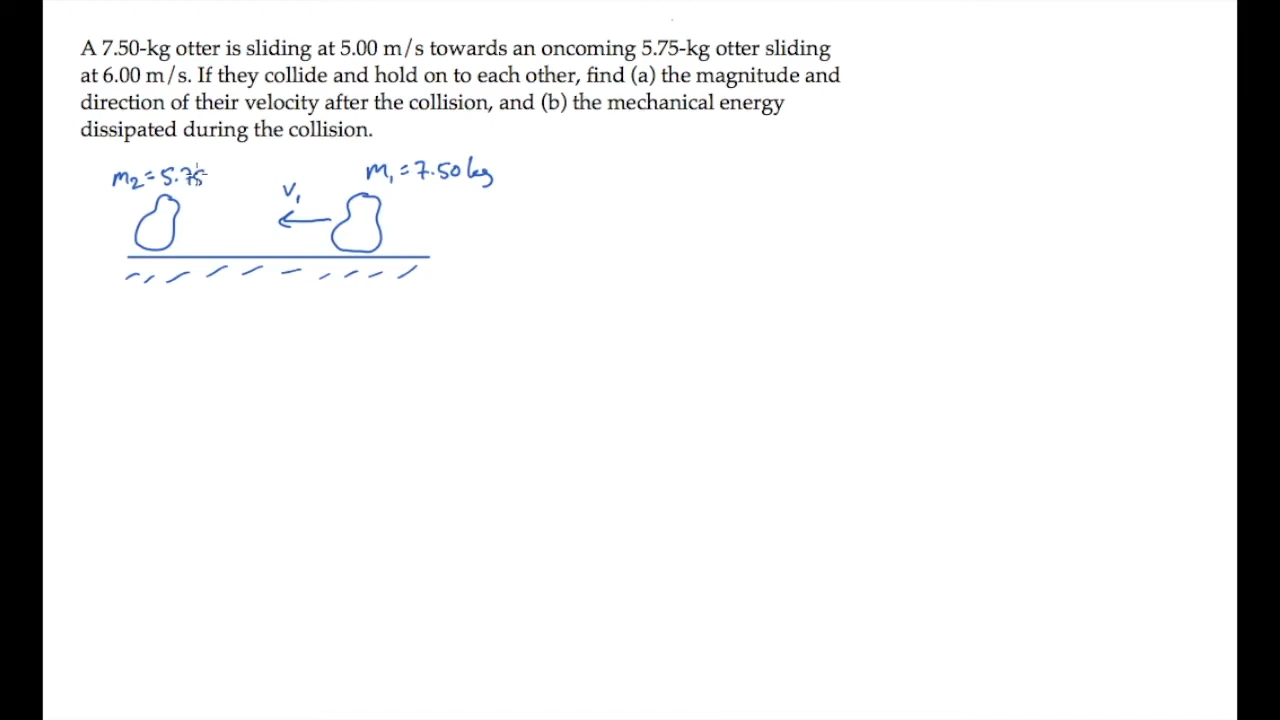 A 7.50-kg otter is sliding at 5.00 m/s towards an oncoming 5.75-kg otter sliding
at 6.00 m/s. If they collide and hold on to each other, find (a) the magnitude and
direction of their velocity after the collision, and (b) the mechanical energy
dissipated during the collision.
m₂ = 5.75
v₁
m₁ = 7.50 kg